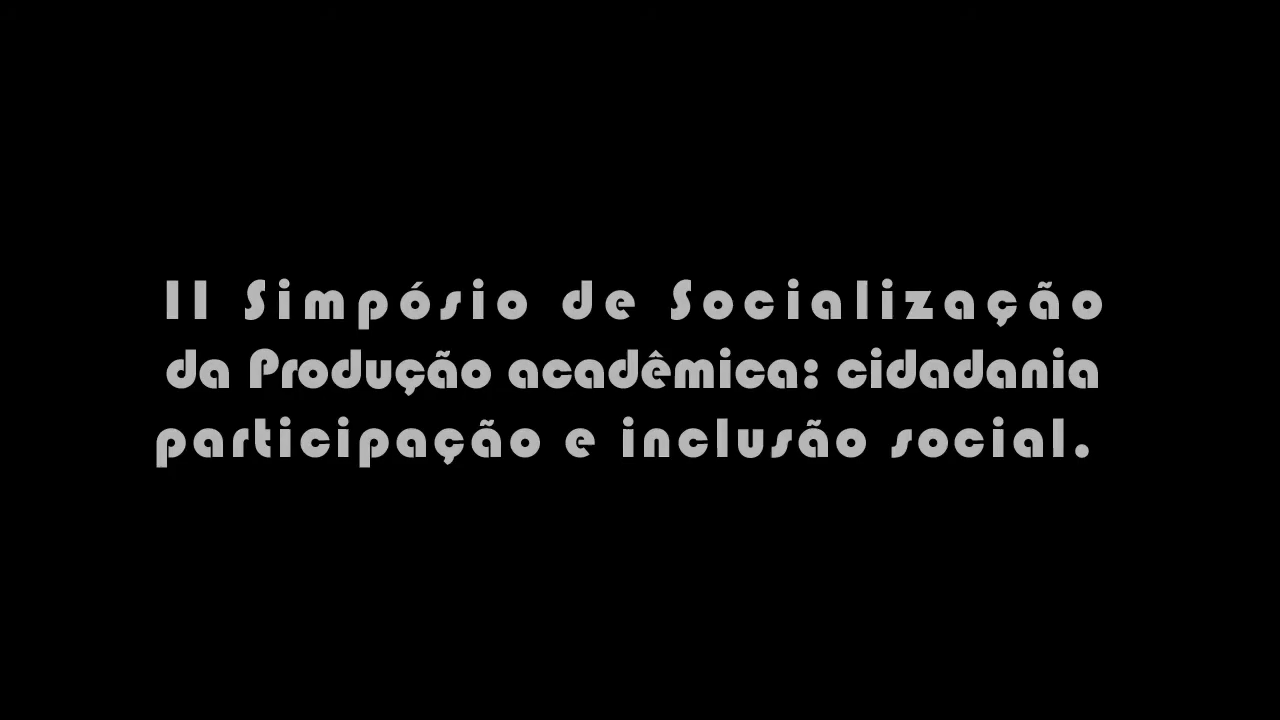 II Simpósio de Socialização
da Produção acadêmica: cidadania
participação e inclusão social.